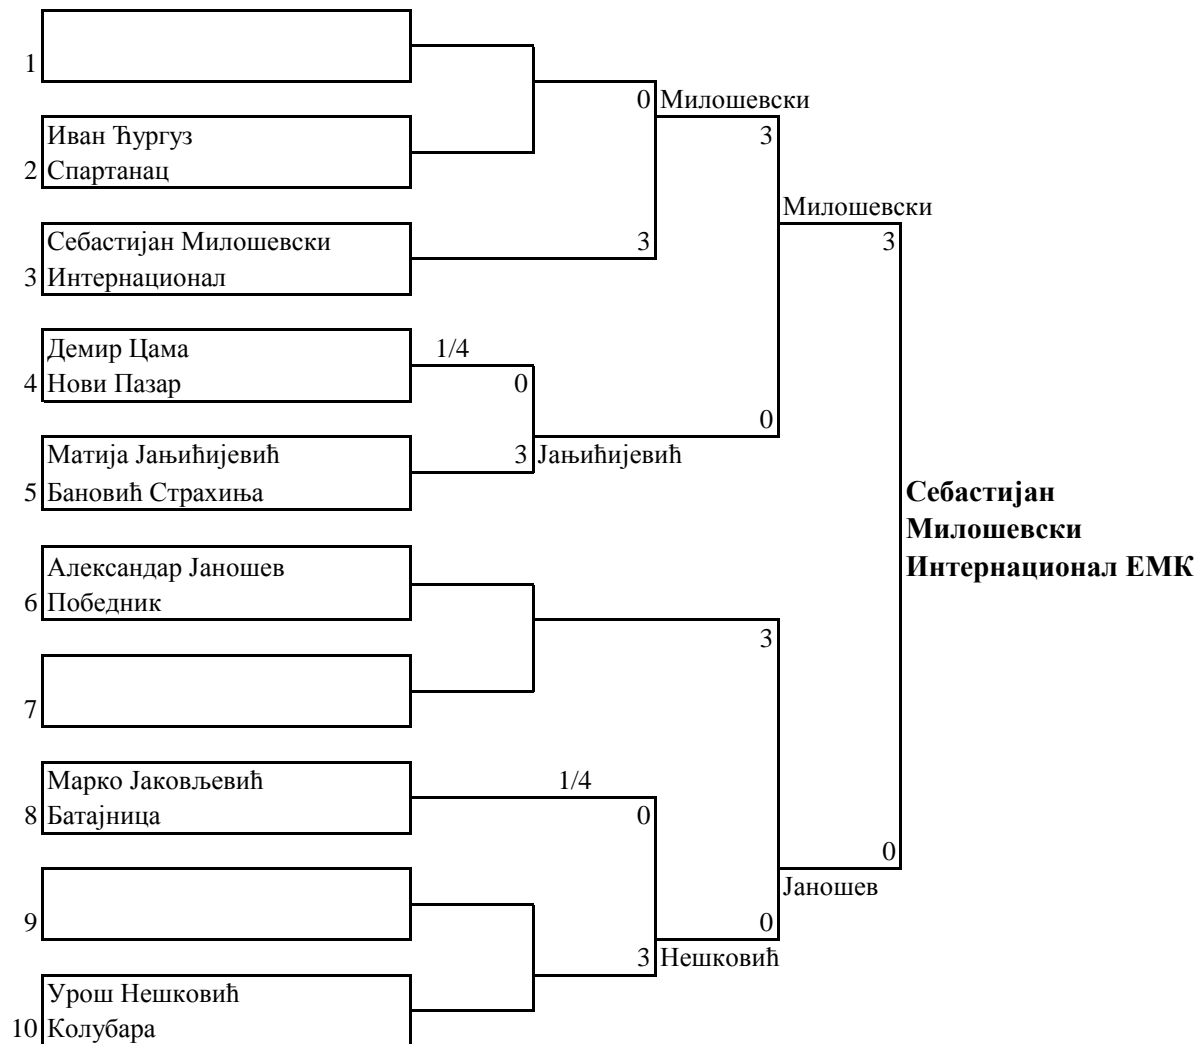 1
0 Милошевски
Иван Ћургуз
3
2 Спартанац
Милошевски
Себастијан Милошевски
3
3
3 Интернационал
Демир Цама
1/4
4 Нови Пазар
0
0
Матија Јањићијевић
3 Јањићијевић
5 Бановић Страхиња
Себастијан
Милошевски
Интернационал ЕМК
Александар Јаношев
6 Победник
3
7
Марко Јаковљевић
1/4
8 Батајница
0
0
Јаношев
9
0
3 Нешковић
Урош Нешковић
10 Колубара